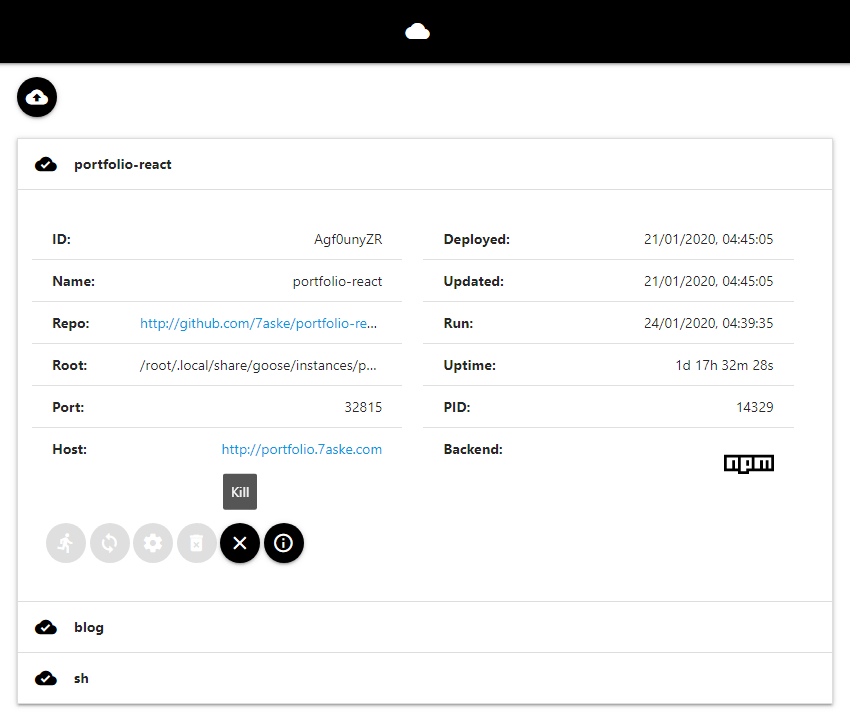 portfolio-react
ID: Agf0unyZR
Deployed: 21/01/2020, 04:45:05
Name: portfolio-react
Updated: 21/01/2020, 04:45:05
Repo: http://github.com/7aske/portfolio-re...
Run: 24/01/2020, 04:39:35
Root: /root/.local/share/goose/instances/p...
Uptime: 1d 17h 32m 28s
Port: 32815
PID: 14329
Host: http://portfolio.7aske.com
Backend: npm
Kill
blog
sh